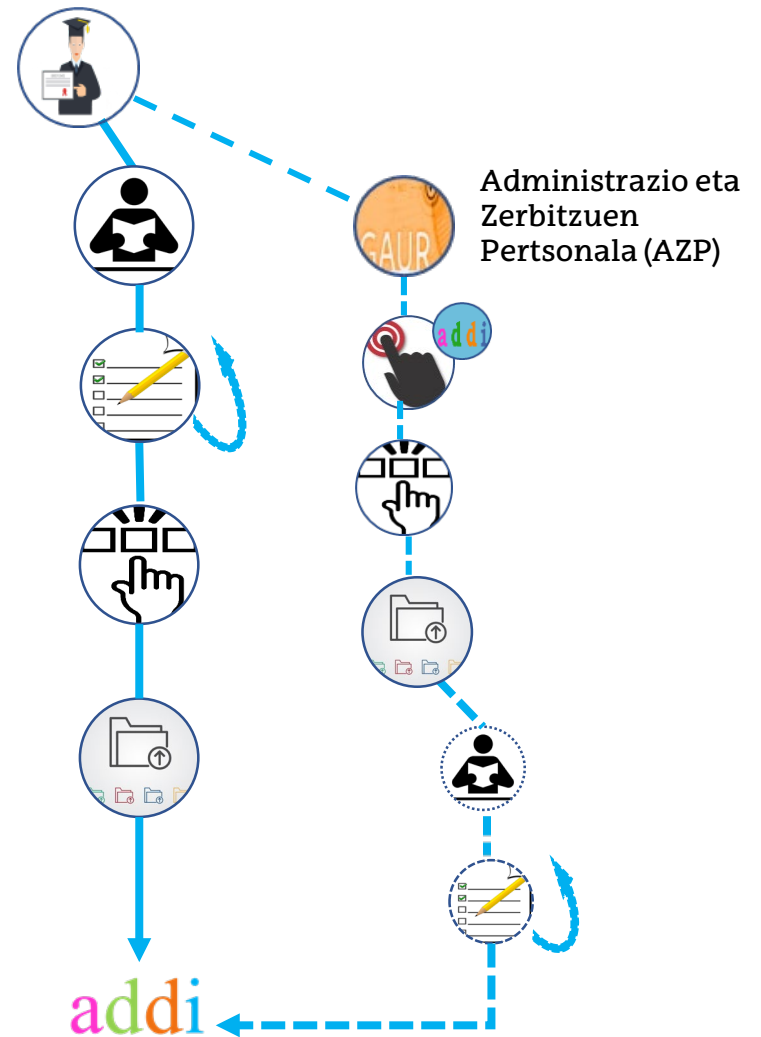 Administrazio eta
Zerbitzuen
Pertsonala (AZP)
GAUR
addi
addi